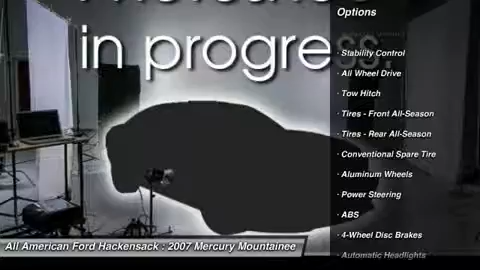 in progress.
Options
· Stability Control
· All Wheel Drive
· Tow Hitch
· Tires - Front All-Season
· Tires - Rear All-Season
· Conventional Spare Tire
· Aluminum Wheels
· Power Steering
· ABS
· 4-Wheel Disc Brakes
· Automatic Headlights
All American Ford Hackensack : 2007 Mercury Mountainee